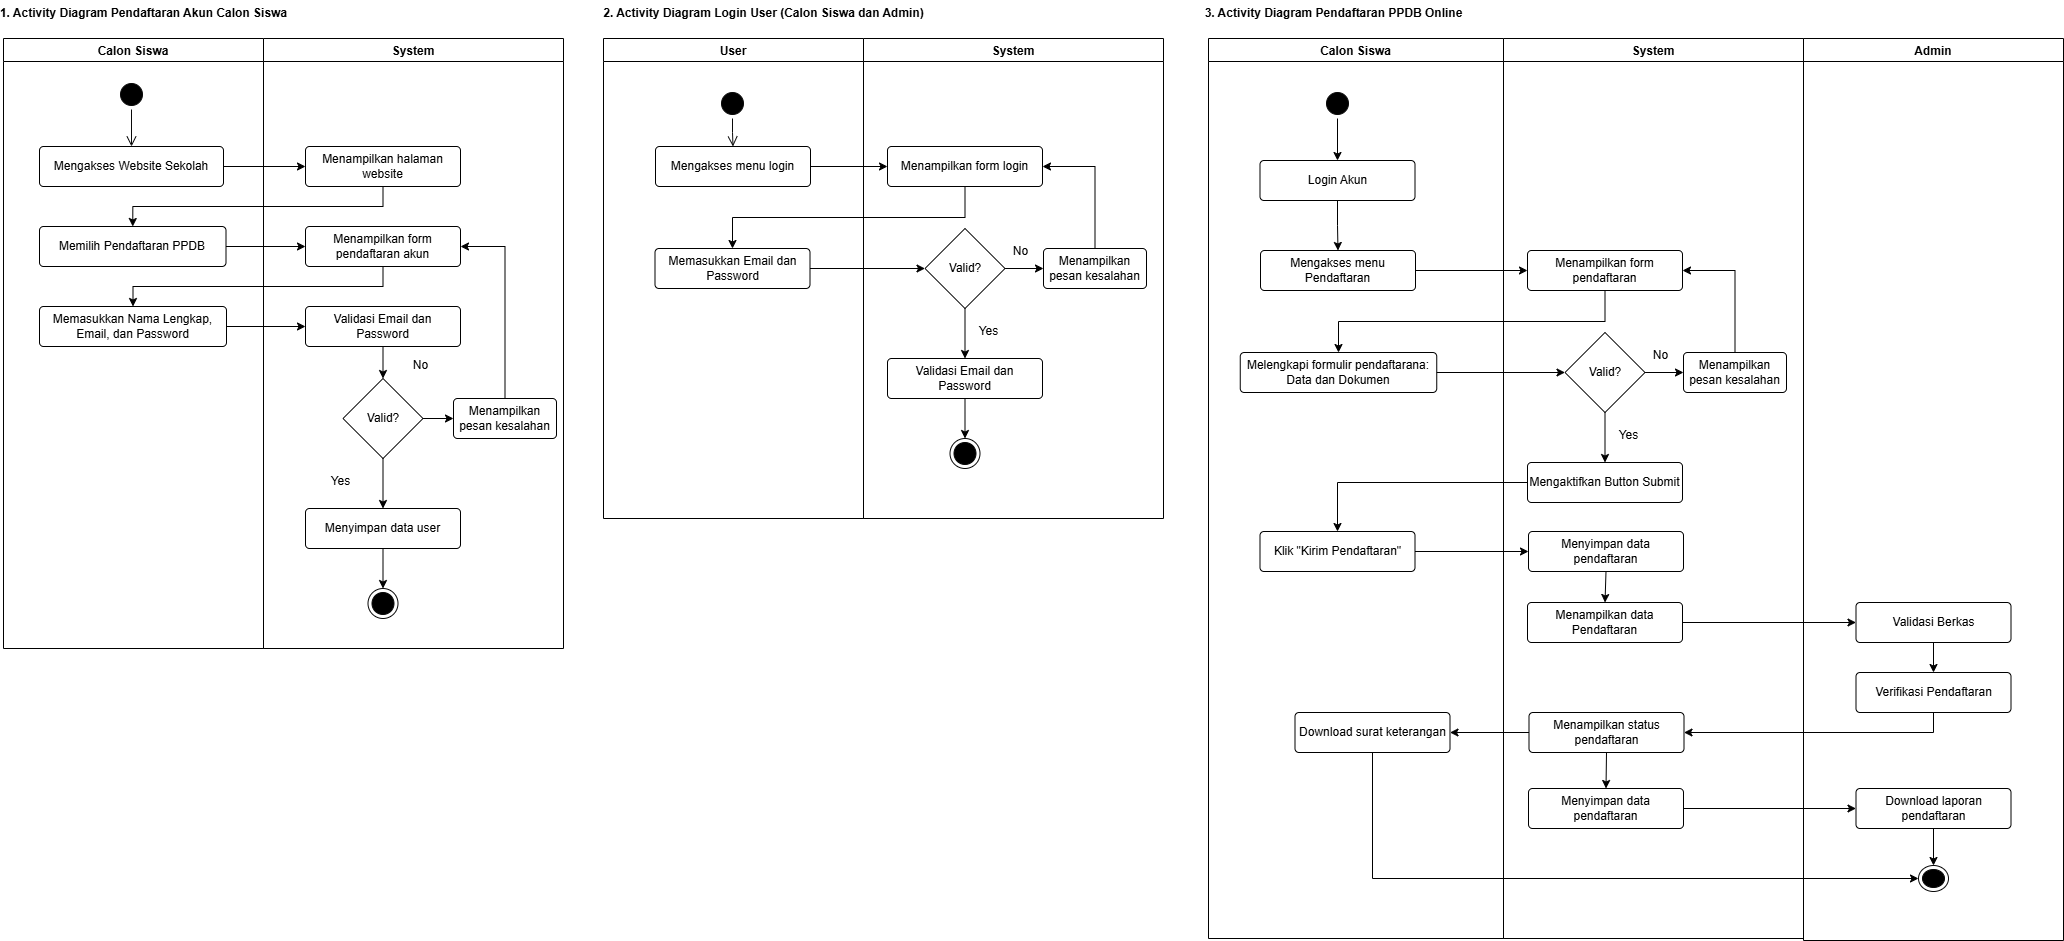 1. Activity Diagram Pendaftaran Akun Calon Siswa
Calon Siswa
System
Mengakses Website Sekolah
Menampilkan halaman
website
Memilih Pendaftaran PPDB
Menampilkan form
pendaftaran akun
Memasukkan Nama Lengkap,
Email, dan Password
Validasi Email dan
Password
No
Valid?
Menampilkan
pesan kesalahan
Yes
Menyimpan data user
2. Activity Diagram Login User (Calon Siswa dan Admin)
User
System
Mengakses menu login
Menampilkan form login
Memasukkan Email dan
Password
Valid?
No
Menampilkan
pesan kesalahan
Yes
Validasi Email dan
Password
3. Activity Diagram Pendaftaran PPDB Online
Calon Siswa
System
Admin
Login Akun
Mengakses menu
Pendaftaran
Menampilkan form
pendaftaran
Melengkapi formulir pendaftarana:
Data dan Dokumen
Valid?
No
Menampilkan
pesan kesalahan
Yes
Mengaktifkan Button Submit
Klik "Kirim Pendaftaran"
Menyimpan data
pendaftaran
Menampilkan data
Pendaftaran
Validasi Berkas
Verifikasi Pendaftaran
Download surat keterangan
Menampilkan status
pendaftaran
Menyimpan data
pendaftaran
Download laporan
pendaftaran